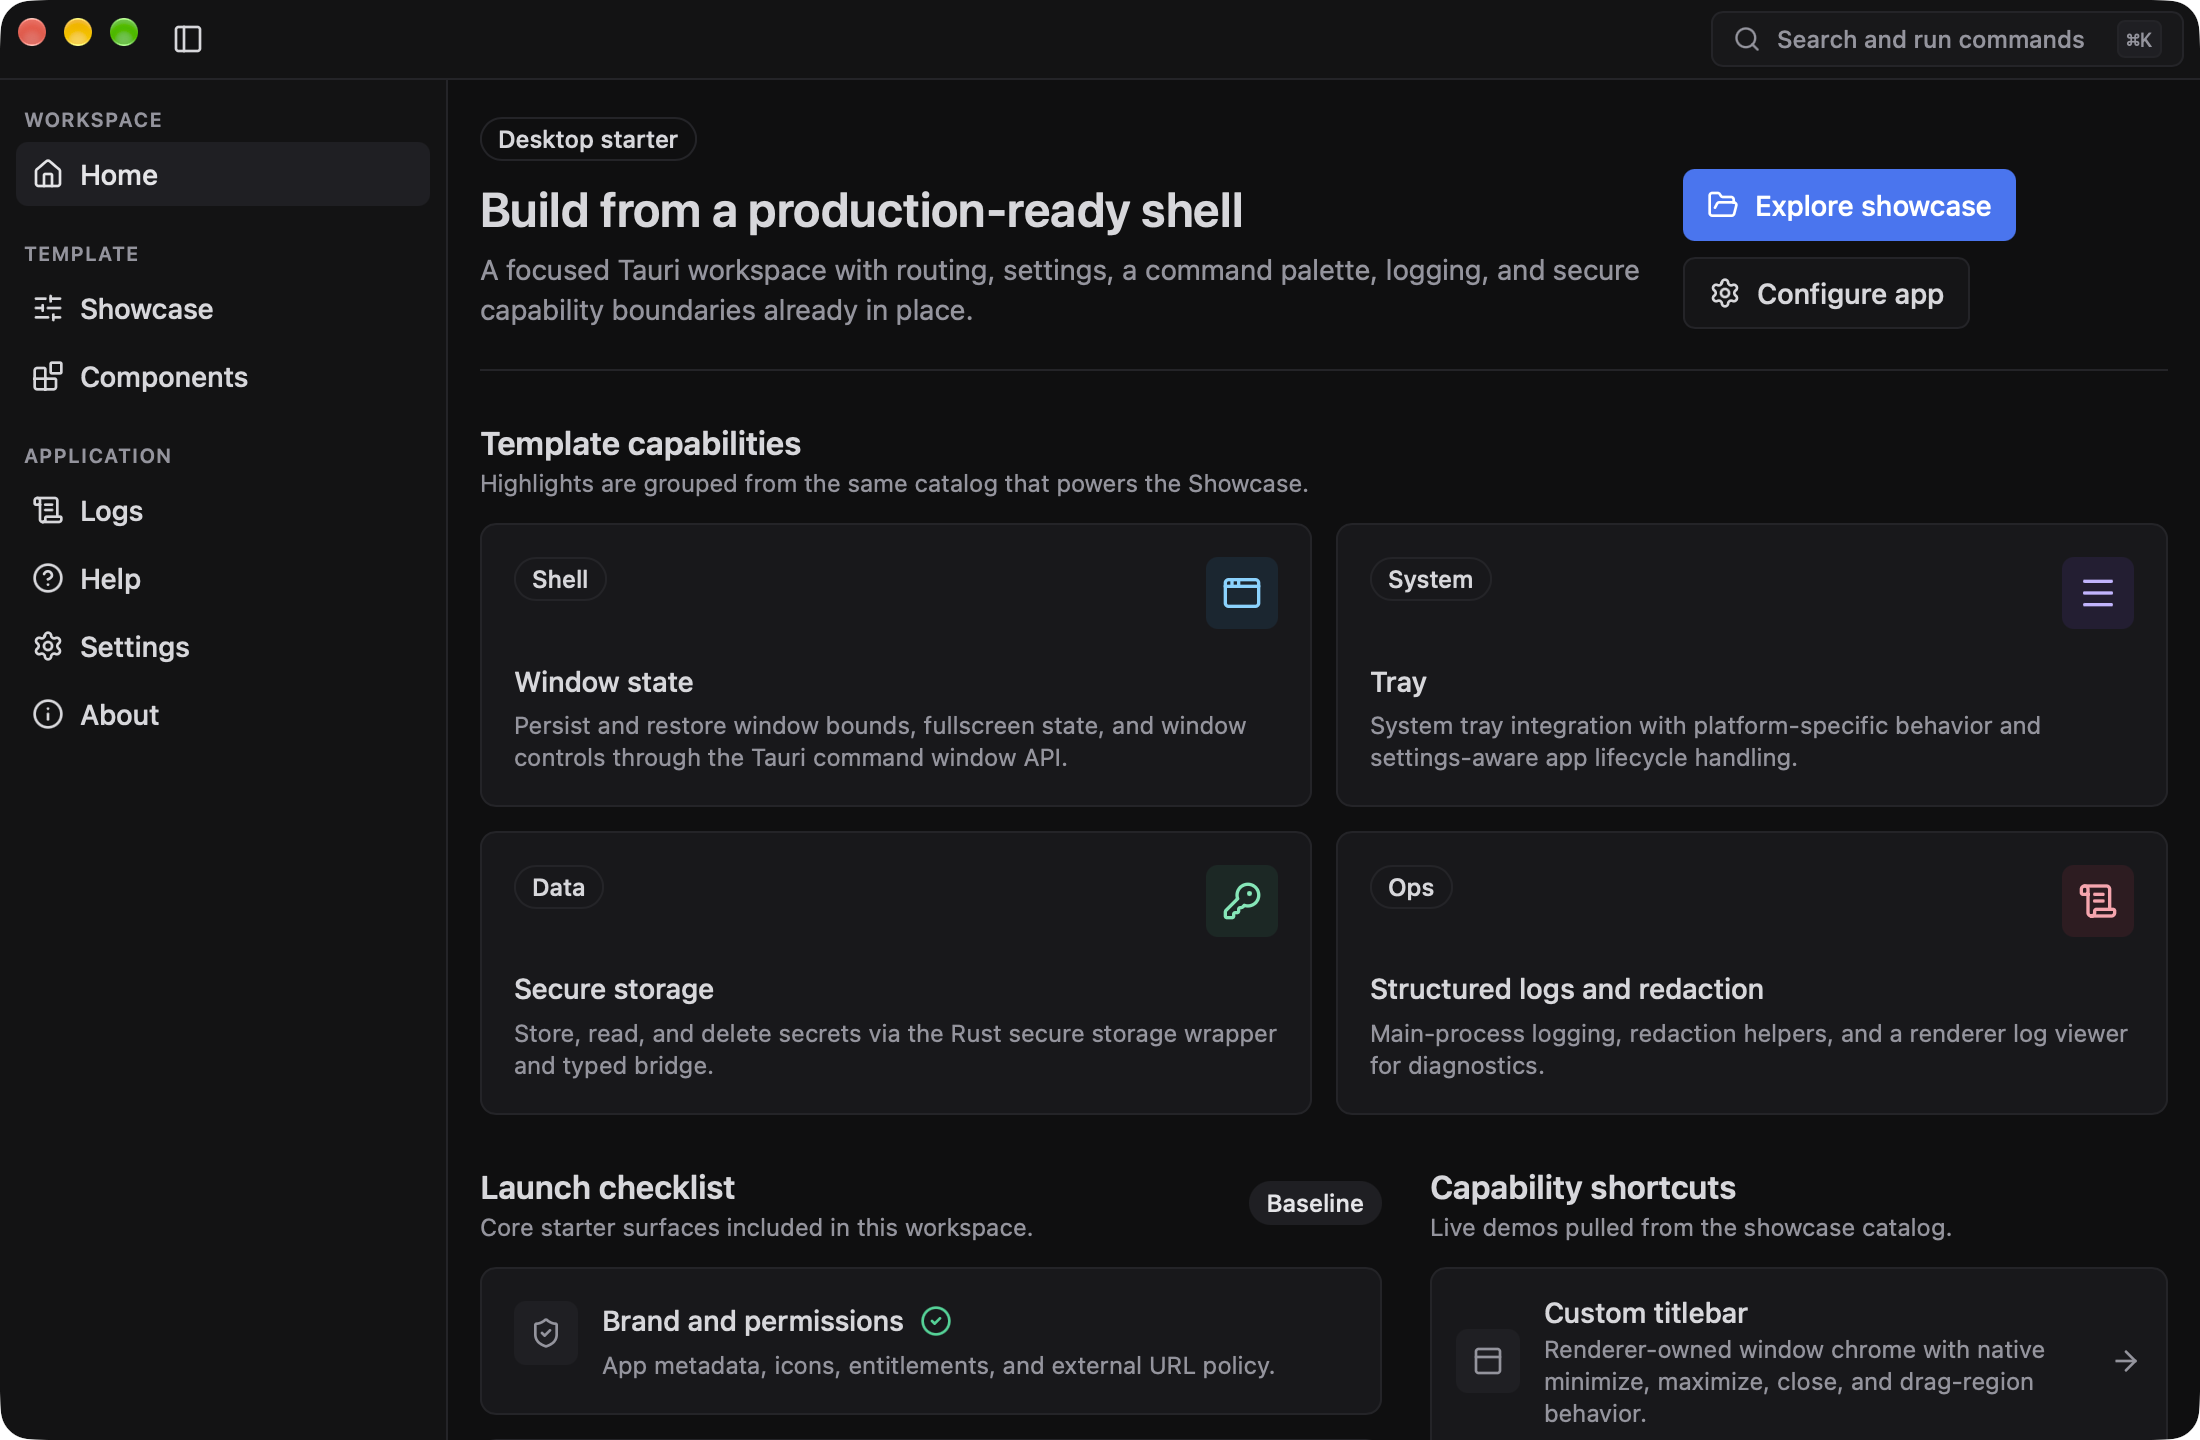 Search and run commands ⌘K
WORKSPACE
Home
TEMPLATE
Showcase
Components
APPLICATION
Logs
Help
Settings
About
Desktop starter
Build from a production-ready shell
A focused Tauri workspace with routing, settings, a command palette, logging, and secure
capability boundaries already in place.
Explore showcase
Configure app
Template capabilities
Highlights are grouped from the same catalog that powers the Showcase.
Shell
Window state
Persist and restore window bounds, fullscreen state, and window
controls through the Tauri command window API.
System
Tray
System tray integration with platform-specific behavior and
settings-aware app lifecycle handling.
Data
Secure storage
Store, read, and delete secrets via the Rust secure storage wrapper
and typed bridge.
Ops
Structured logs and redaction
Main-process logging, redaction helpers, and a renderer log viewer
for diagnostics.
Launch checklist
Core starter surfaces included in this workspace.
Baseline
Brand and permissions
App metadata, icons, entitlements, and external URL policy.
Capability shortcuts
Live demos pulled from the showcase catalog.
Custom titlebar
Renderer-owned window chrome with native
minimize, maximize, close, and drag-region
behavior.